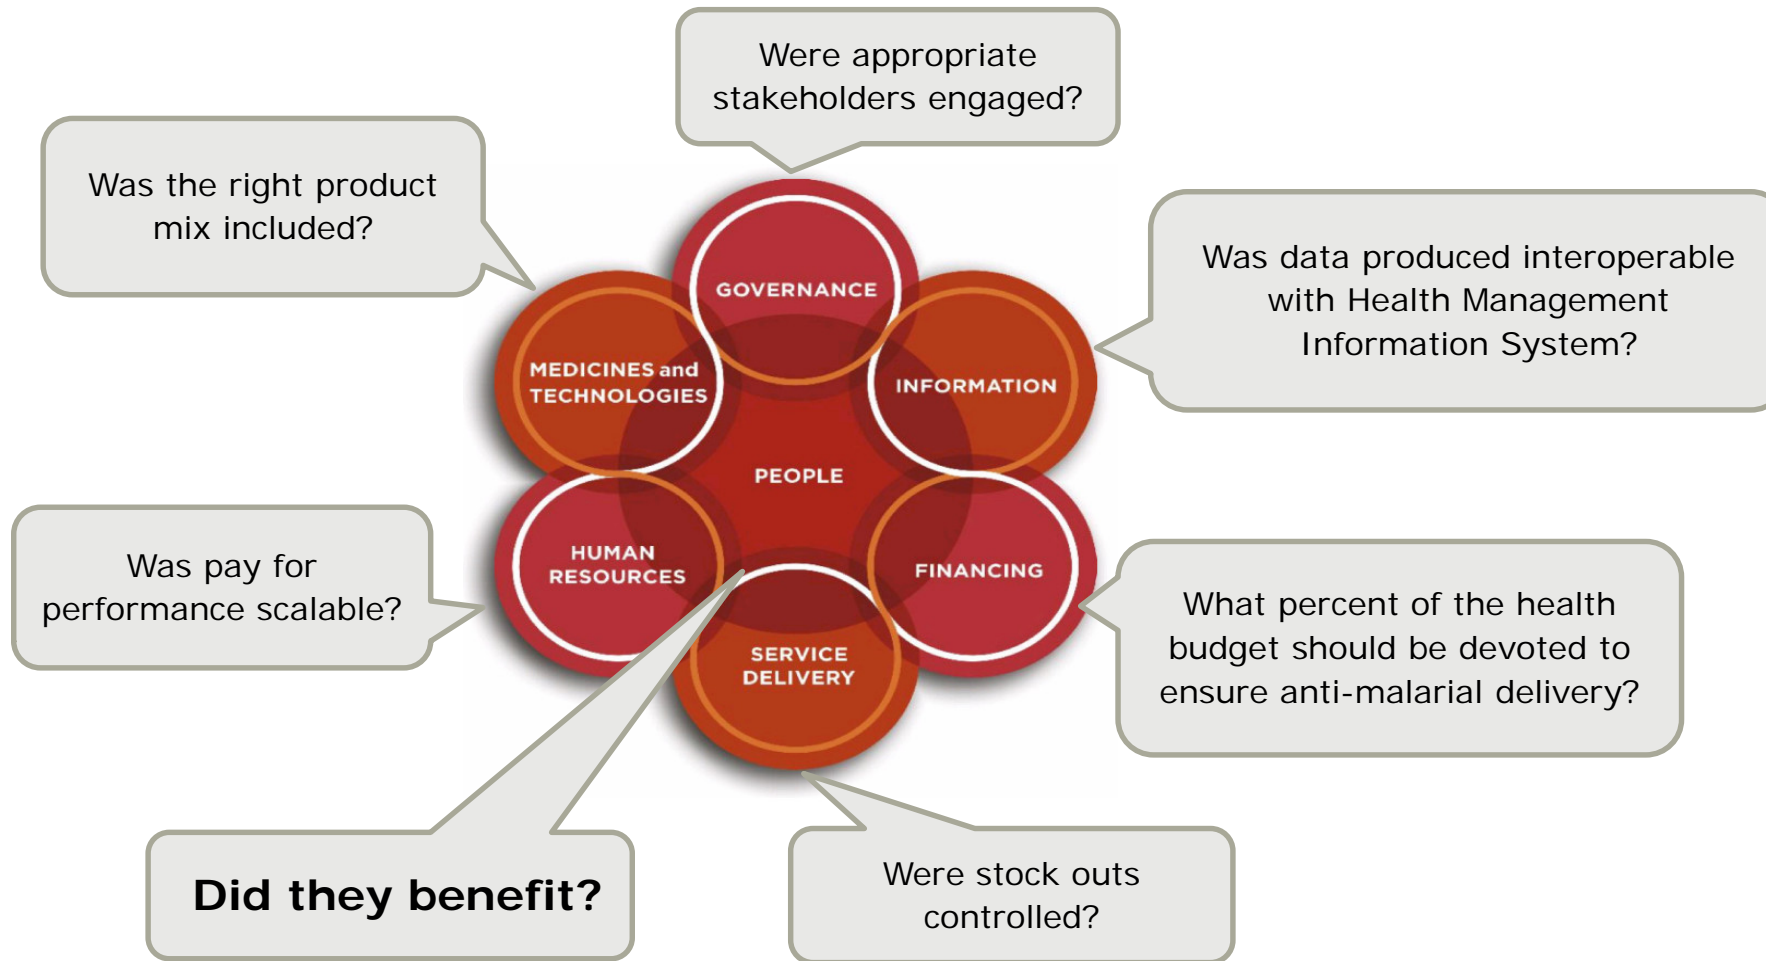 Were appropriate
stakeholders engaged?
Was the right product
mix included?
Was data produced interoperable
with Health Management
Information System?
GOVERNANCE
MEDICINES and
TECHNOLOGIES
INFORMATION
PEOPLE
HUMAN
RESOURCES
FINANCING
SERVICE
DELIVERY
Was pay for
performance scalable?
What percent of the health
budget should be devoted to
ensure anti-malarial delivery?
Did they benefit?
Were stock outs
controlled?